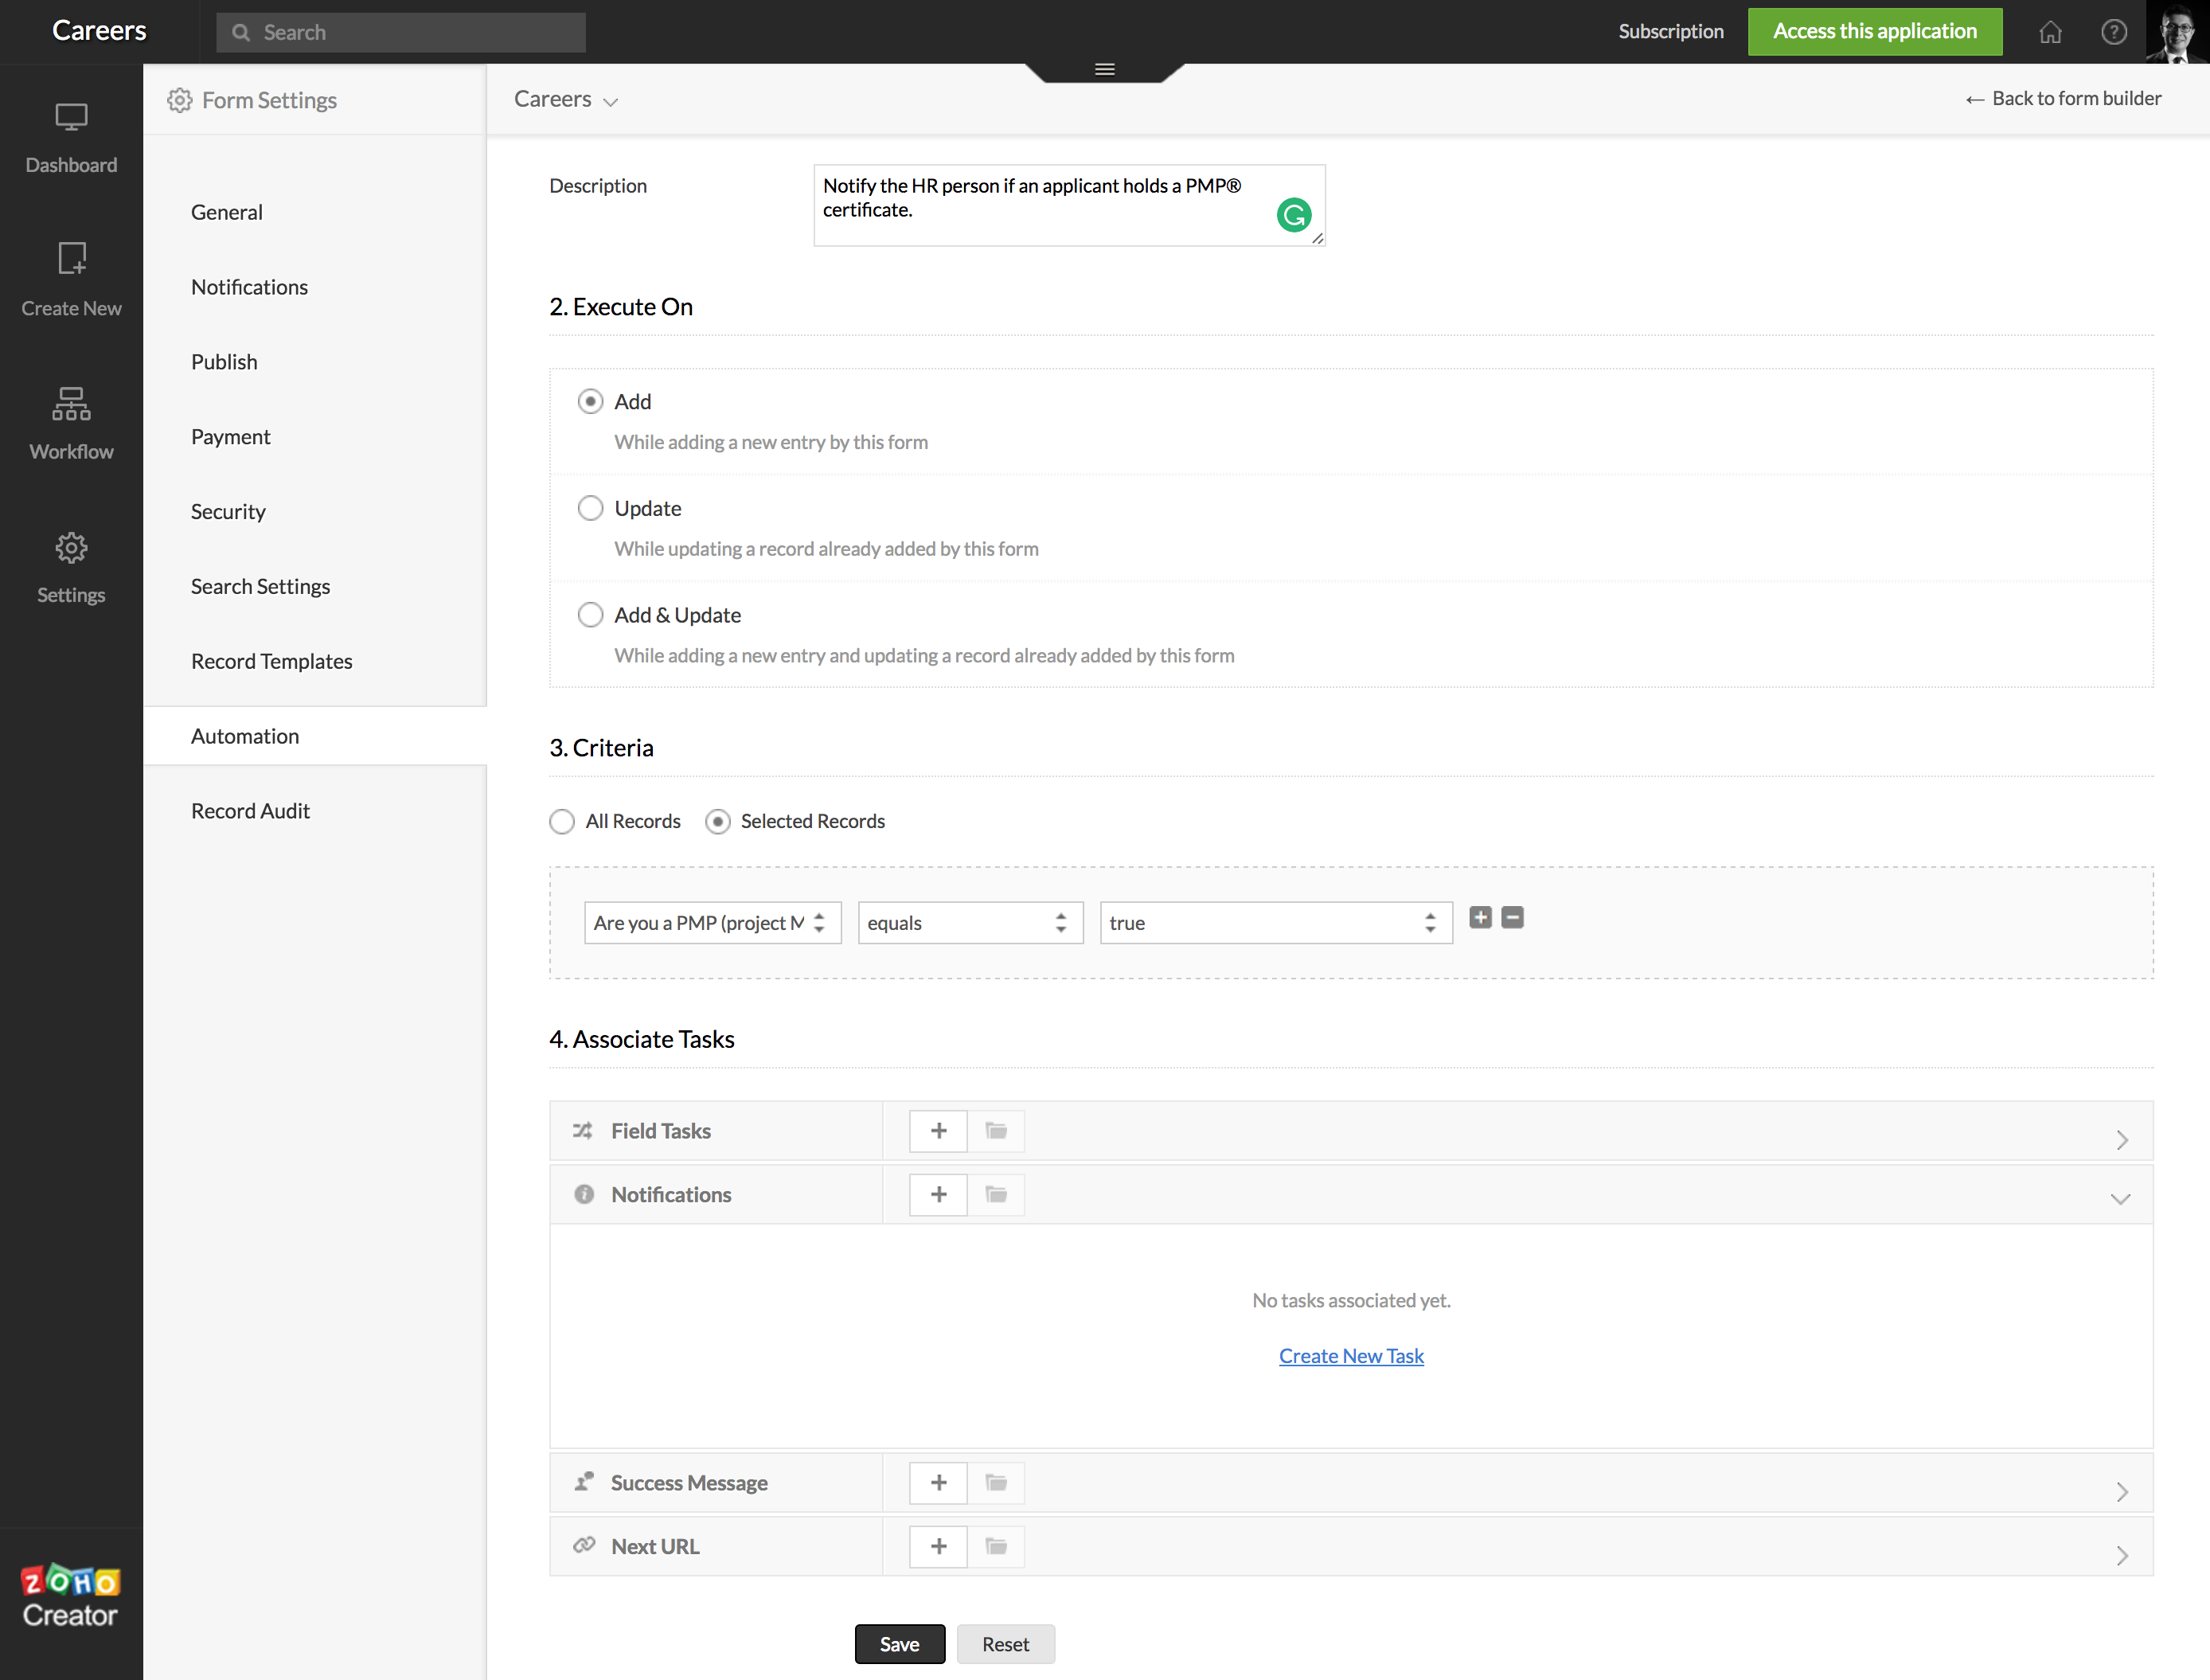 Careers
Search
Subscription
Access this application
?
Dashboard
Create New
Workflow
Settings
ZOHO
Creator
Form Settings
General
Notifications
Publish
Payment
Security
Search Settings
Record Templates
Automation
Record Audit
Careers
← Back to form builder
Description
Notify the HR person if an applicant holds a PMP®
certificate.
2. Execute On
Add
While adding a new entry by this form
Update
While updating a record already added by this form
Add & Update
While adding a new entry and updating a record already added by this form
3. Criteria
All Records
Selected Records
Are you a PMP (project M
equals
true
4. Associate Tasks
Field Tasks
Notifications
No tasks associated yet.
Create New Task
Success Message
Next URL
Save
Reset